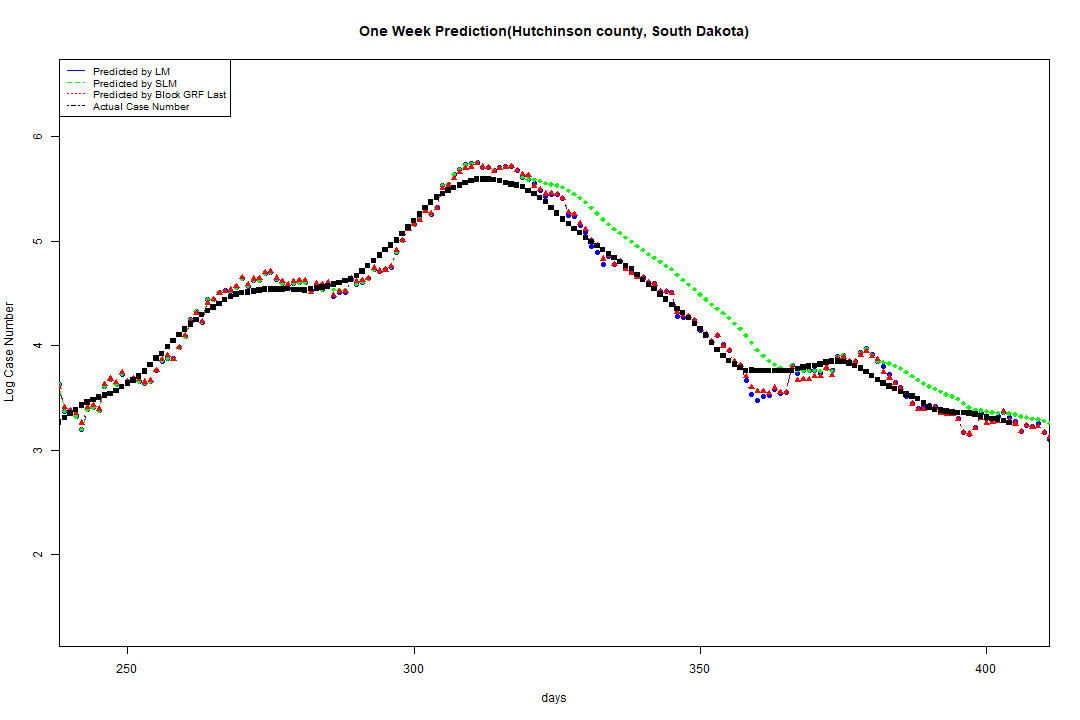 One Week Prediction(Hutchinson county, South Dakota)
Predicted by LM
Predicted by SLM
Predicted by Block GRF Last
Actual Case Number
6
5
4
3
2
Log Case Number
250 300 350 400
days